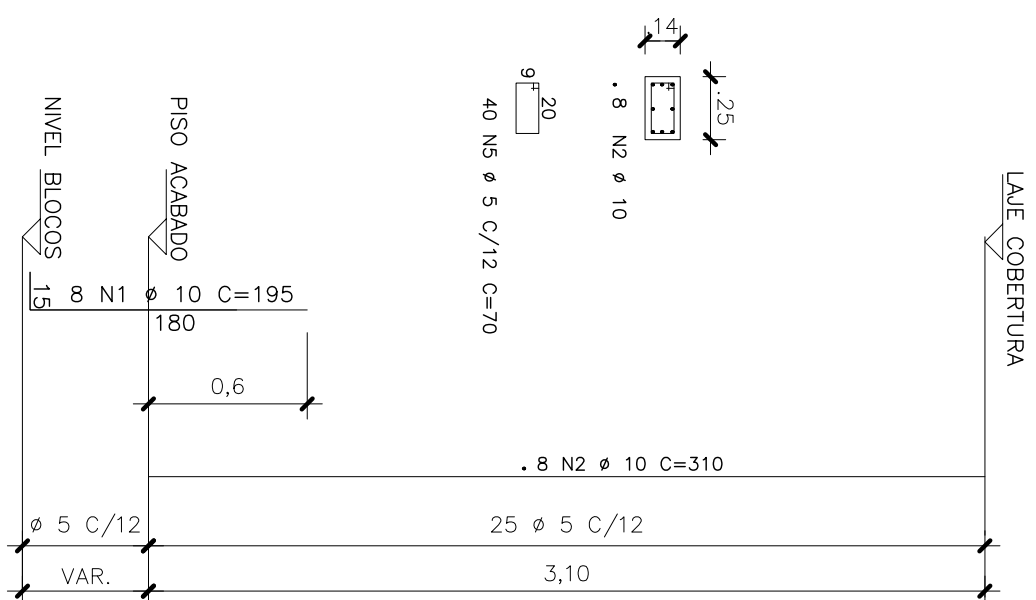 .14
.25
. 8 N2 ø 10
9
20
40 N5 ø 5 C/12 C=70
NIVEL BLOCOS
PISO ACABADO
LAJE COBERTURA
15
8 N1 ø 10 C=195
180
0,6
. 8 N2 ø 10 C=310
ø 5 C/12
25 ø 5 C/12
VAR.
3,10